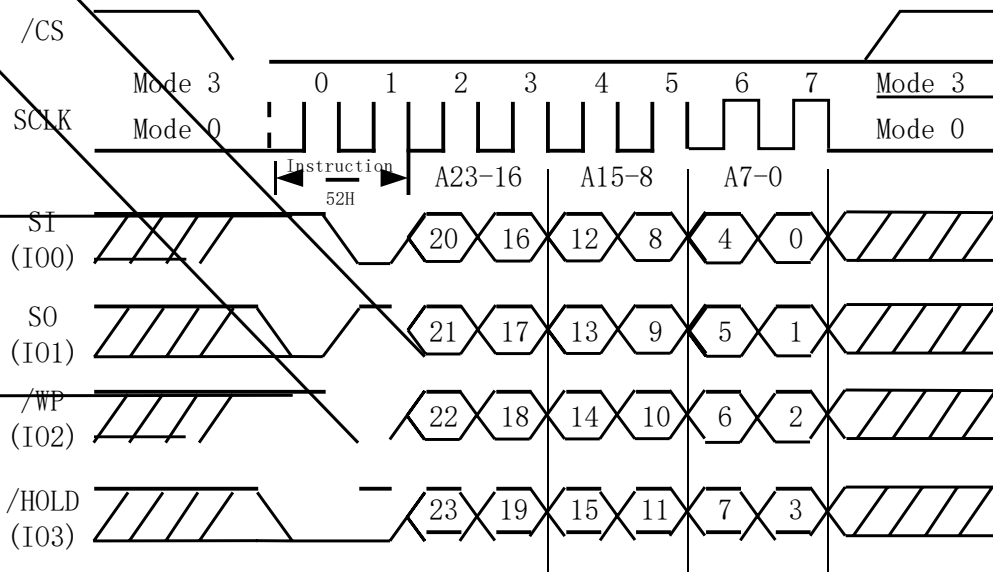 /CS
Mode 3 0 1 2 3 4 5 6 7 Mode 3
SCLK
Mode 0 Mode 0
Instruction
A23-16 A15-8 A7-0
52H
SI
(IO0)
20 16 12 8 4 0
SO
(IO1)
21 17 13 9 5 1
/WP
(IO2)
22 18 14 10 6 2
/HOLD
(IO3)
23 19 15 11 7 3